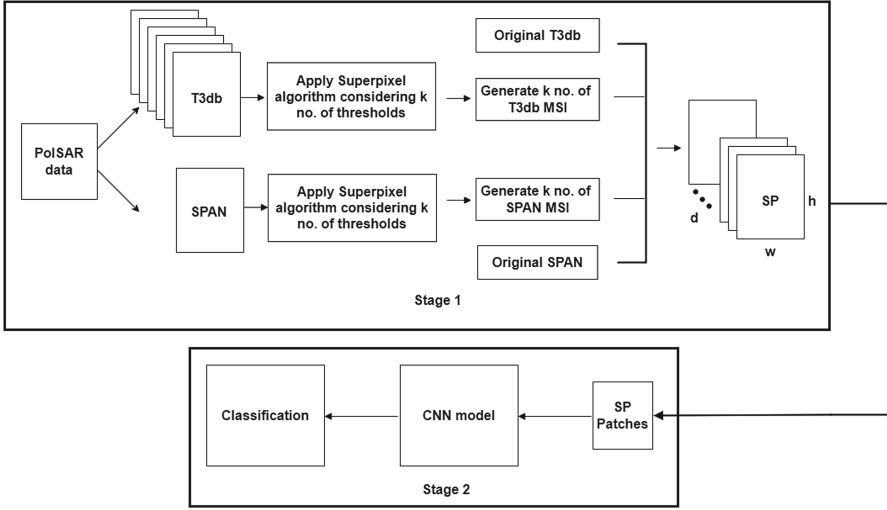 PolSAR
data
T3db
Apply Superpixel
algorithm considering k
no. of thresholds
Original T3db
Generate k no. of
T3db MSI
SPAN
Apply Superpixel
algorithm considering k
no. of thresholds
Generate k no. of
SPAN MSI
Original SPAN
SP
h
d
w
Stage 1
Classification
CNN model
SP
Patches
Stage 2